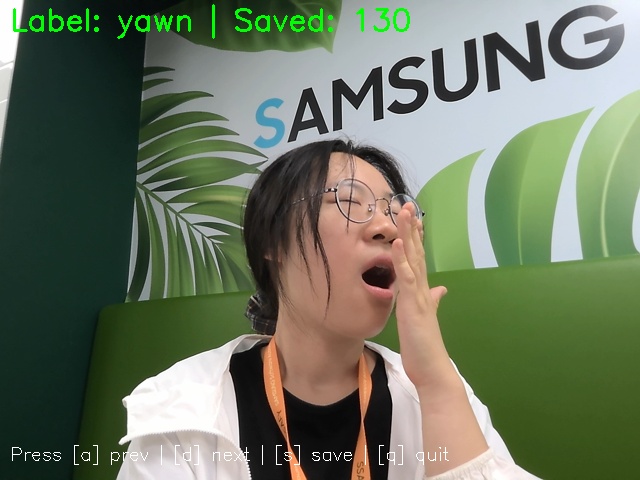 Label: yawn | Saved: 130
SAMSUNG
Press [a] prev | [d] next | [s] save | [q] quit